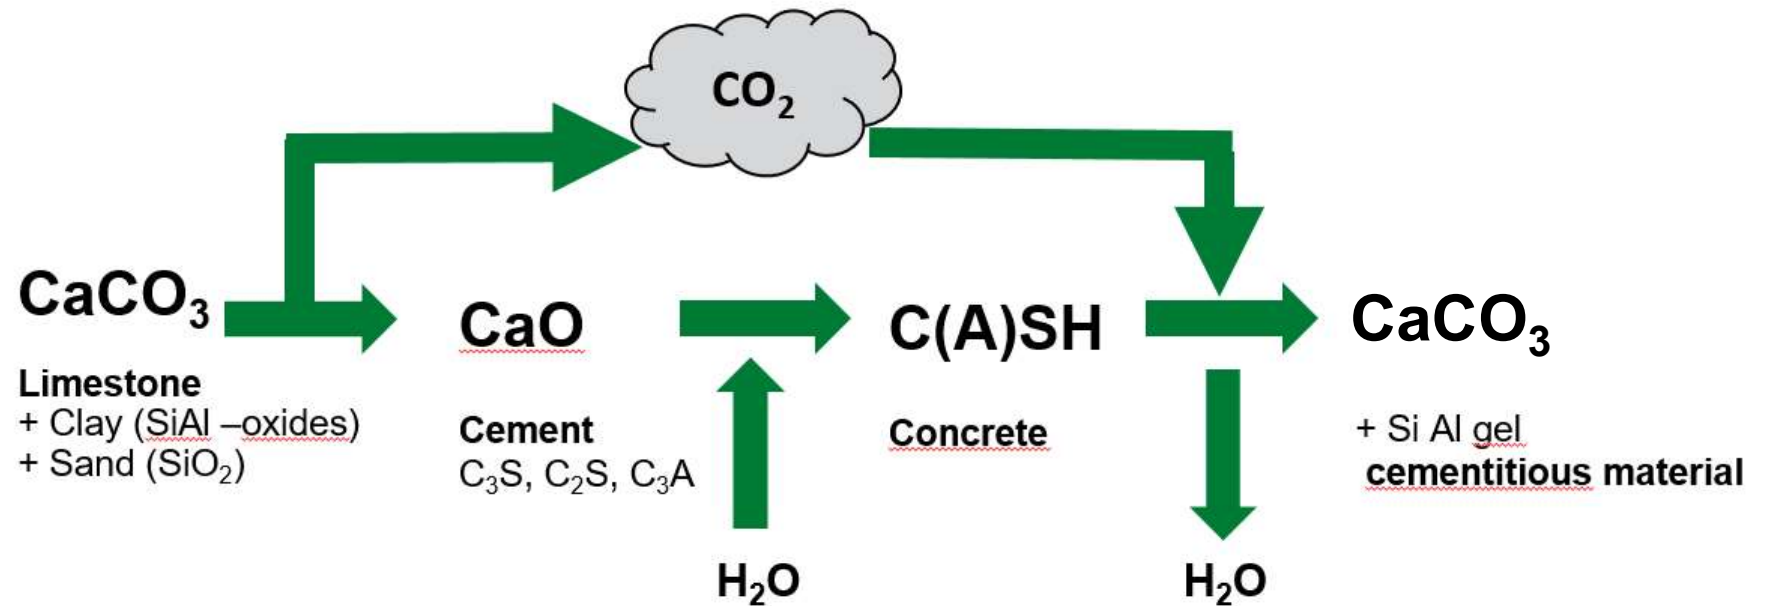 CO₂
CaCO₃
Limestone
+ Clay (SiAl –oxides)
+ Sand (SiO₂)
CaO
Cement
C₃S, C₂S, C₃A
H₂O
C(A)SH
Concrete
H₂O
CaCO₃
+ Si Al gel
cementitious material